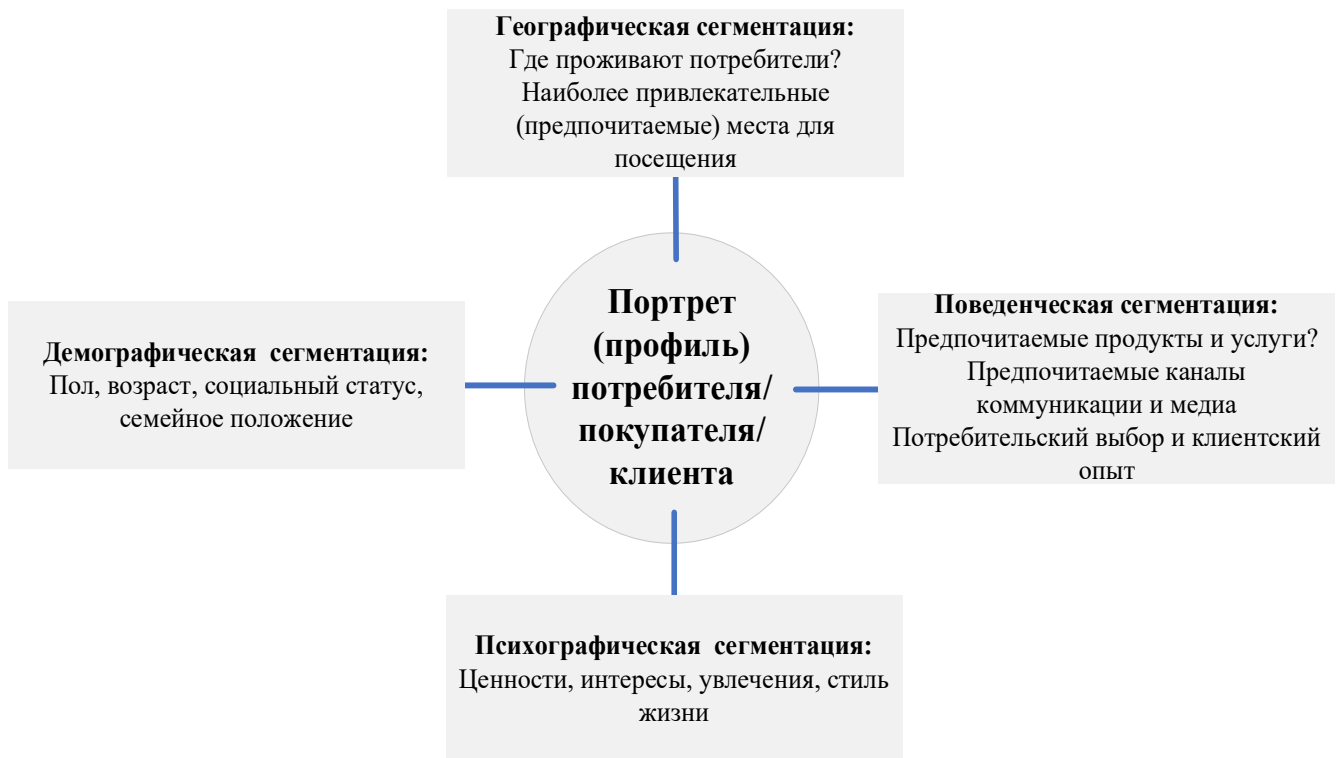 Географическая сегментация:
Где проживают потребители?
Наиболее привлекательные
(предпочитаемые) места для
посещения
Демографическая  сегментация:
Пол, возраст, социальный статус,
семейное положение
Портрет
(профиль)
потребителя/
покупателя/
клиента
Поведенческая сегментация:
Предпочитаемые продукты и услуги?
Предпочитаемые каналы
коммуникации и медиа
Потребительский выбор и клиентский
опыт
Психографическая  сегментация:
Ценности, интересы, увлечения, стиль
жизни